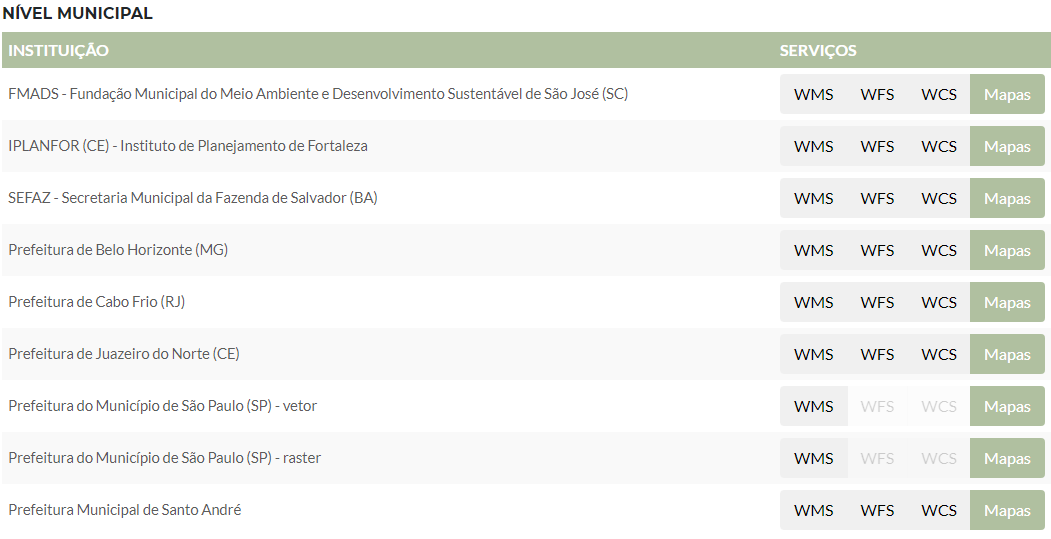 NÍVEL MUNICIPAL
INSTITUIÇÃO SERVIÇOS
FMADS - Fundação Municipal do Meio Ambiente e Desenvolvimento Sustentável de São José (SC) WMS WFS WCS Mapas
IPLANFOR (CE) - Instituto de Planejamento de Fortaleza WMS WFS WCS Mapas
SEFAZ - Secretaria Municipal da Fazenda de Salvador (BA) WMS WFS WCS Mapas
Prefeitura de Belo Horizonte (MG) WMS WFS WCS Mapas
Prefeitura de Cabo Frio (RJ) WMS WFS WCS Mapas
Prefeitura de Juazeiro do Norte (CE) WMS WFS WCS Mapas
Prefeitura do Município de São Paulo (SP) - vetor WMS WFS WCS Mapas
Prefeitura do Município de São Paulo (SP) - raster WMS WFS WCS Mapas
Prefeitura Municipal de Santo André WMS WFS WCS Mapas